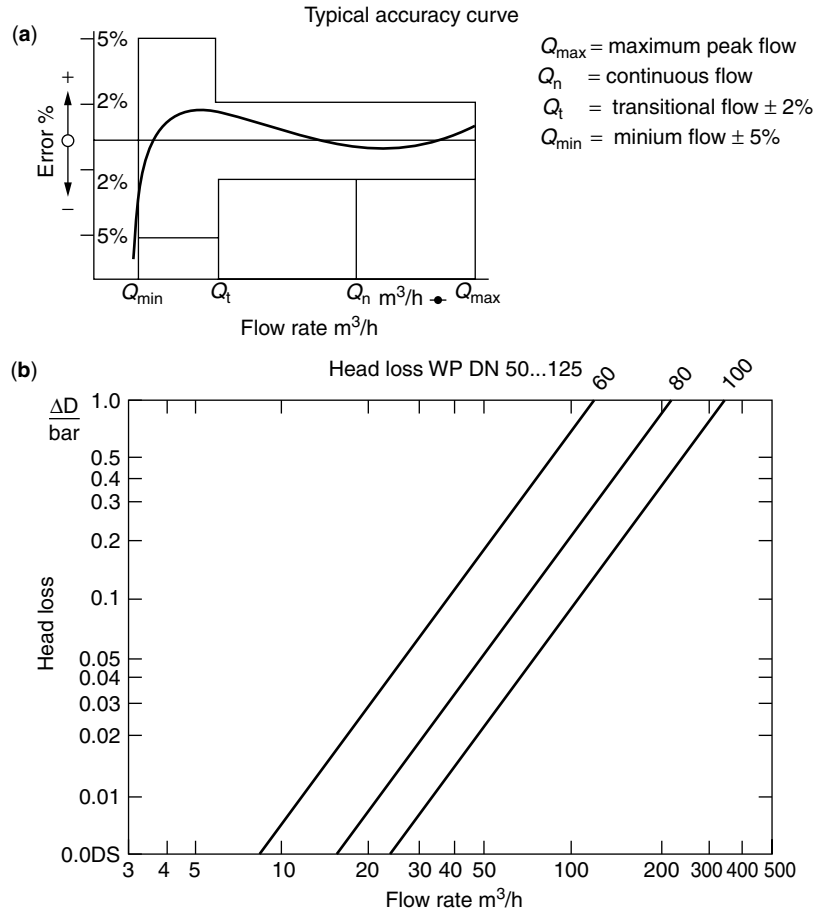 Typical accuracy curve
(a)
5%
2%
2%
5%
+
Error %
−
Qmin
Qt
Qn m³/h
Qmax
Flow rate m³/h
Qmax = maximum peak flow
Qn = continuous flow
Qt = transitional flow ± 2%
Qmin = minium flow ± 5%
(b)
Head loss WP DN 50...125
60
80
100
ΔD
bar
1.0
0.5
0.4
0.3
0.2
0.1
0.05
0.04
0.03
0.02
0.01
0.0DS
Head loss
3 4 5 10 20 30 40 50 100 200 300 400 500
Flow rate m³/h